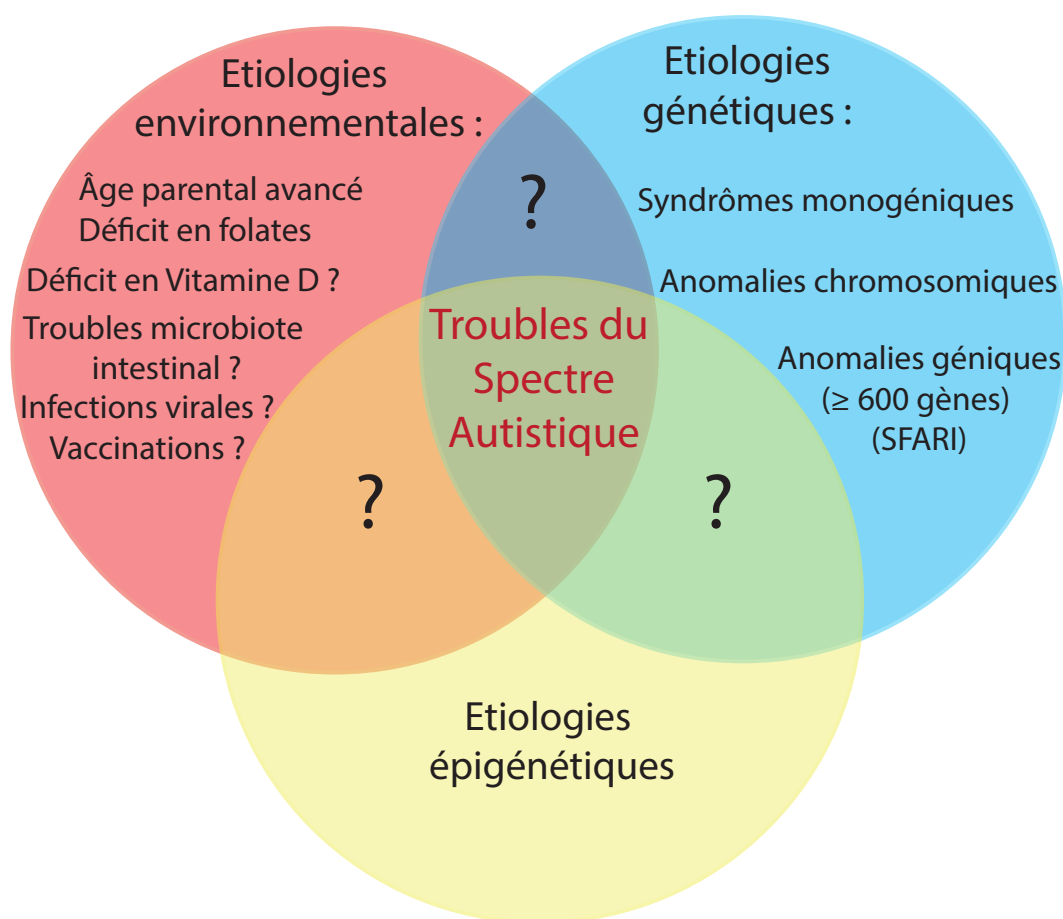 Etiologies
environnementales :
Âge parental avancé
Déficit en folates
Déficit en Vitamine D ?
Troubles microbiote
intestinal ?
Infections virales ?
Vaccinations ?
?
Etiologies
génétiques :
Syndrômes monogéniques
Anomalies chromosomiques
Anomalies géniques
(≥ 600 gènes)
(SFARI)
Troubles du
Spectre
Autistique
?
?
Etiologies
épigénétiques